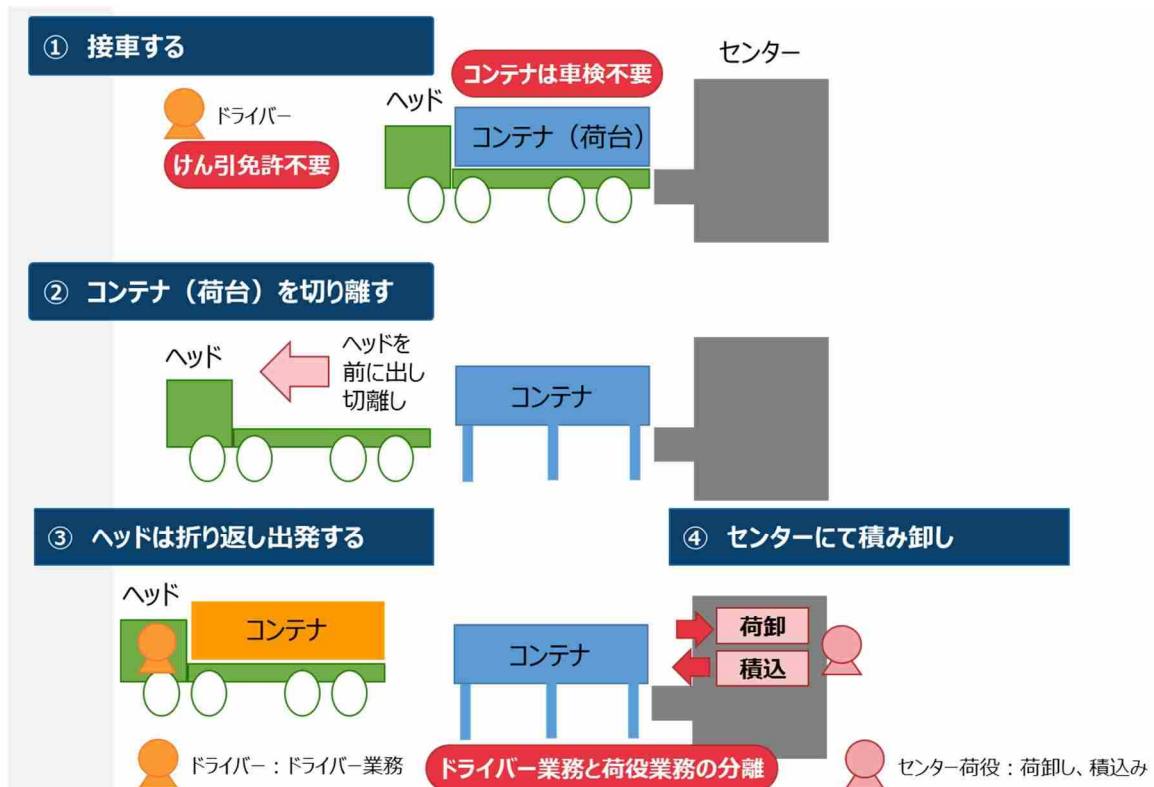 ① 接車する
センター
コンテナは車検不要
ヘッド
ドライバー
コンテナ（荷台）
けん引免許不要
② コンテナ（荷台）を切り離す
ヘッド
ヘッドを
前に出し
切離し
コンテナ
③ ヘッドは折り返し出発する
④ センターにて積み卸し
ヘッド
コンテナ
コンテナ
荷卸
積込
ドライバー：ドライバー業務
ドライバー業務と荷役業務の分離
センター荷役：荷卸し、積込み